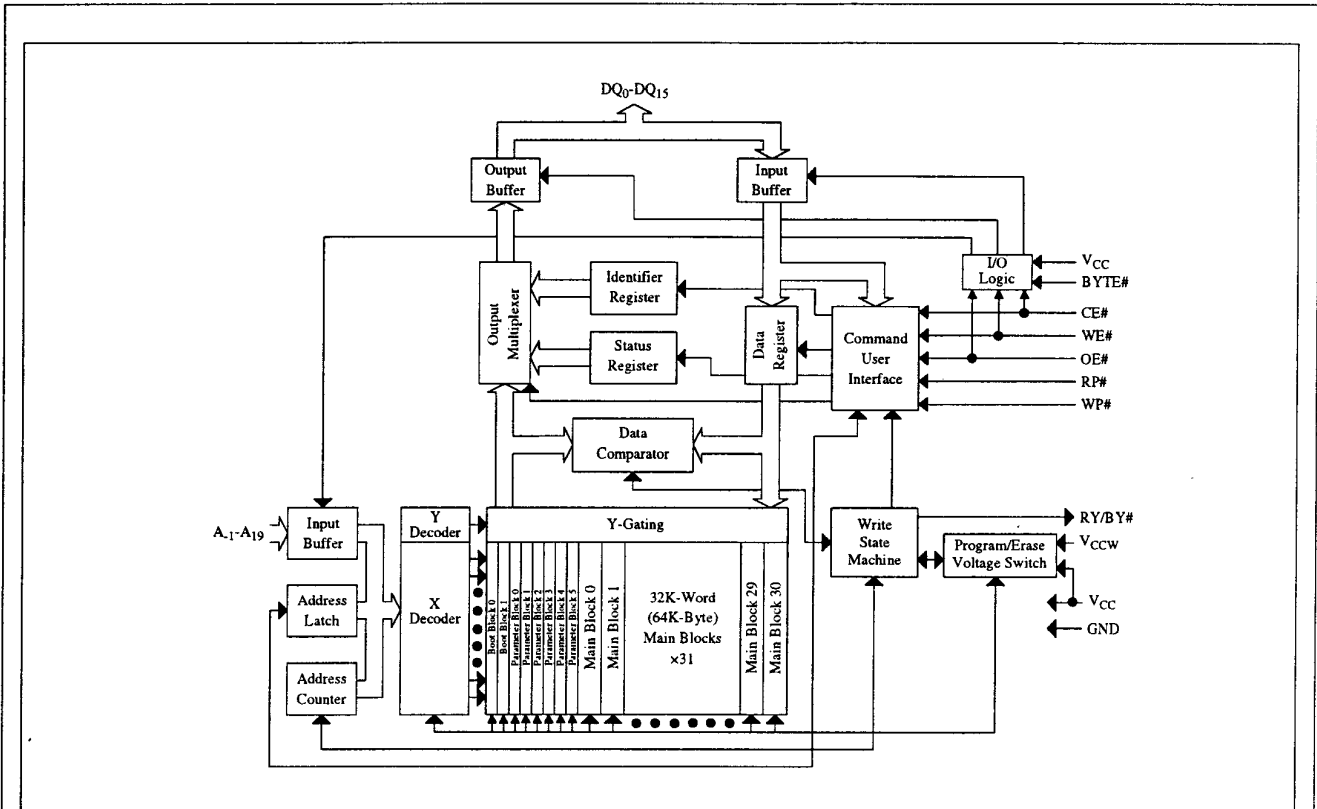 DQ0-DQ15
Output
Buffer
Input
Buffer
Output
Multiplexer
Identifier
Register
Status
Register
Data
Register
Command
User
Interface
I/O
Logic
VCC
BYTE#
CE#
WE#
OE#
RP#
WP#
Data
Comparator
A-1-A19
Input
Buffer
Address
Latch
Address
Counter
Y
Decoder
X
Decoder
Y-Gating
Boot Block 0
Boot Block 1
Parameter Block 0
Parameter Block 1
Parameter Block 2
Parameter Block 3
Parameter Block 4
Parameter Block 5
Main Block 0
Main Block 1
32K-Word
(64K-Byte)
Main Blocks
×31
Main Block 29
Main Block 30
Write
State
Machine
Program/Erase
Voltage Switch
RY/BY#
VCCW
VCC
GND